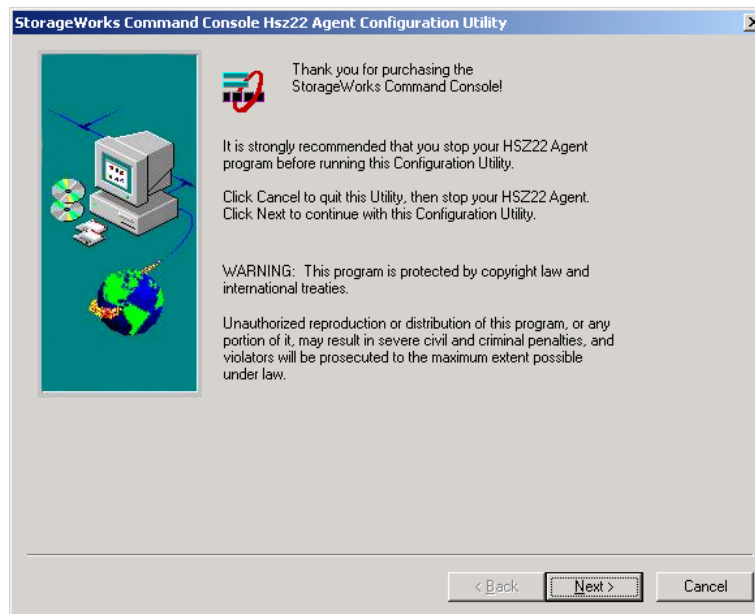 StorageWorks Command Console Hsz22 Agent Configuration Utility
Thank you for purchasing the
StorageWorks Command Console!
It is strongly recommended that you stop your HSZ22 Agent
program before running this Configuration Utility.
Click Cancel to quit this Utility, then stop your HSZ22 Agent.
Click Next to continue with this Configuration Utility.
WARNING:  This program is protected by copyright law and
international treaties.
Unauthorized reproduction or distribution of this program, or any
portion of it, may result in severe civil and criminal penalties, and
violators will be prosecuted to the maximum extent possible
under law.
< Back
Next >
Cancel